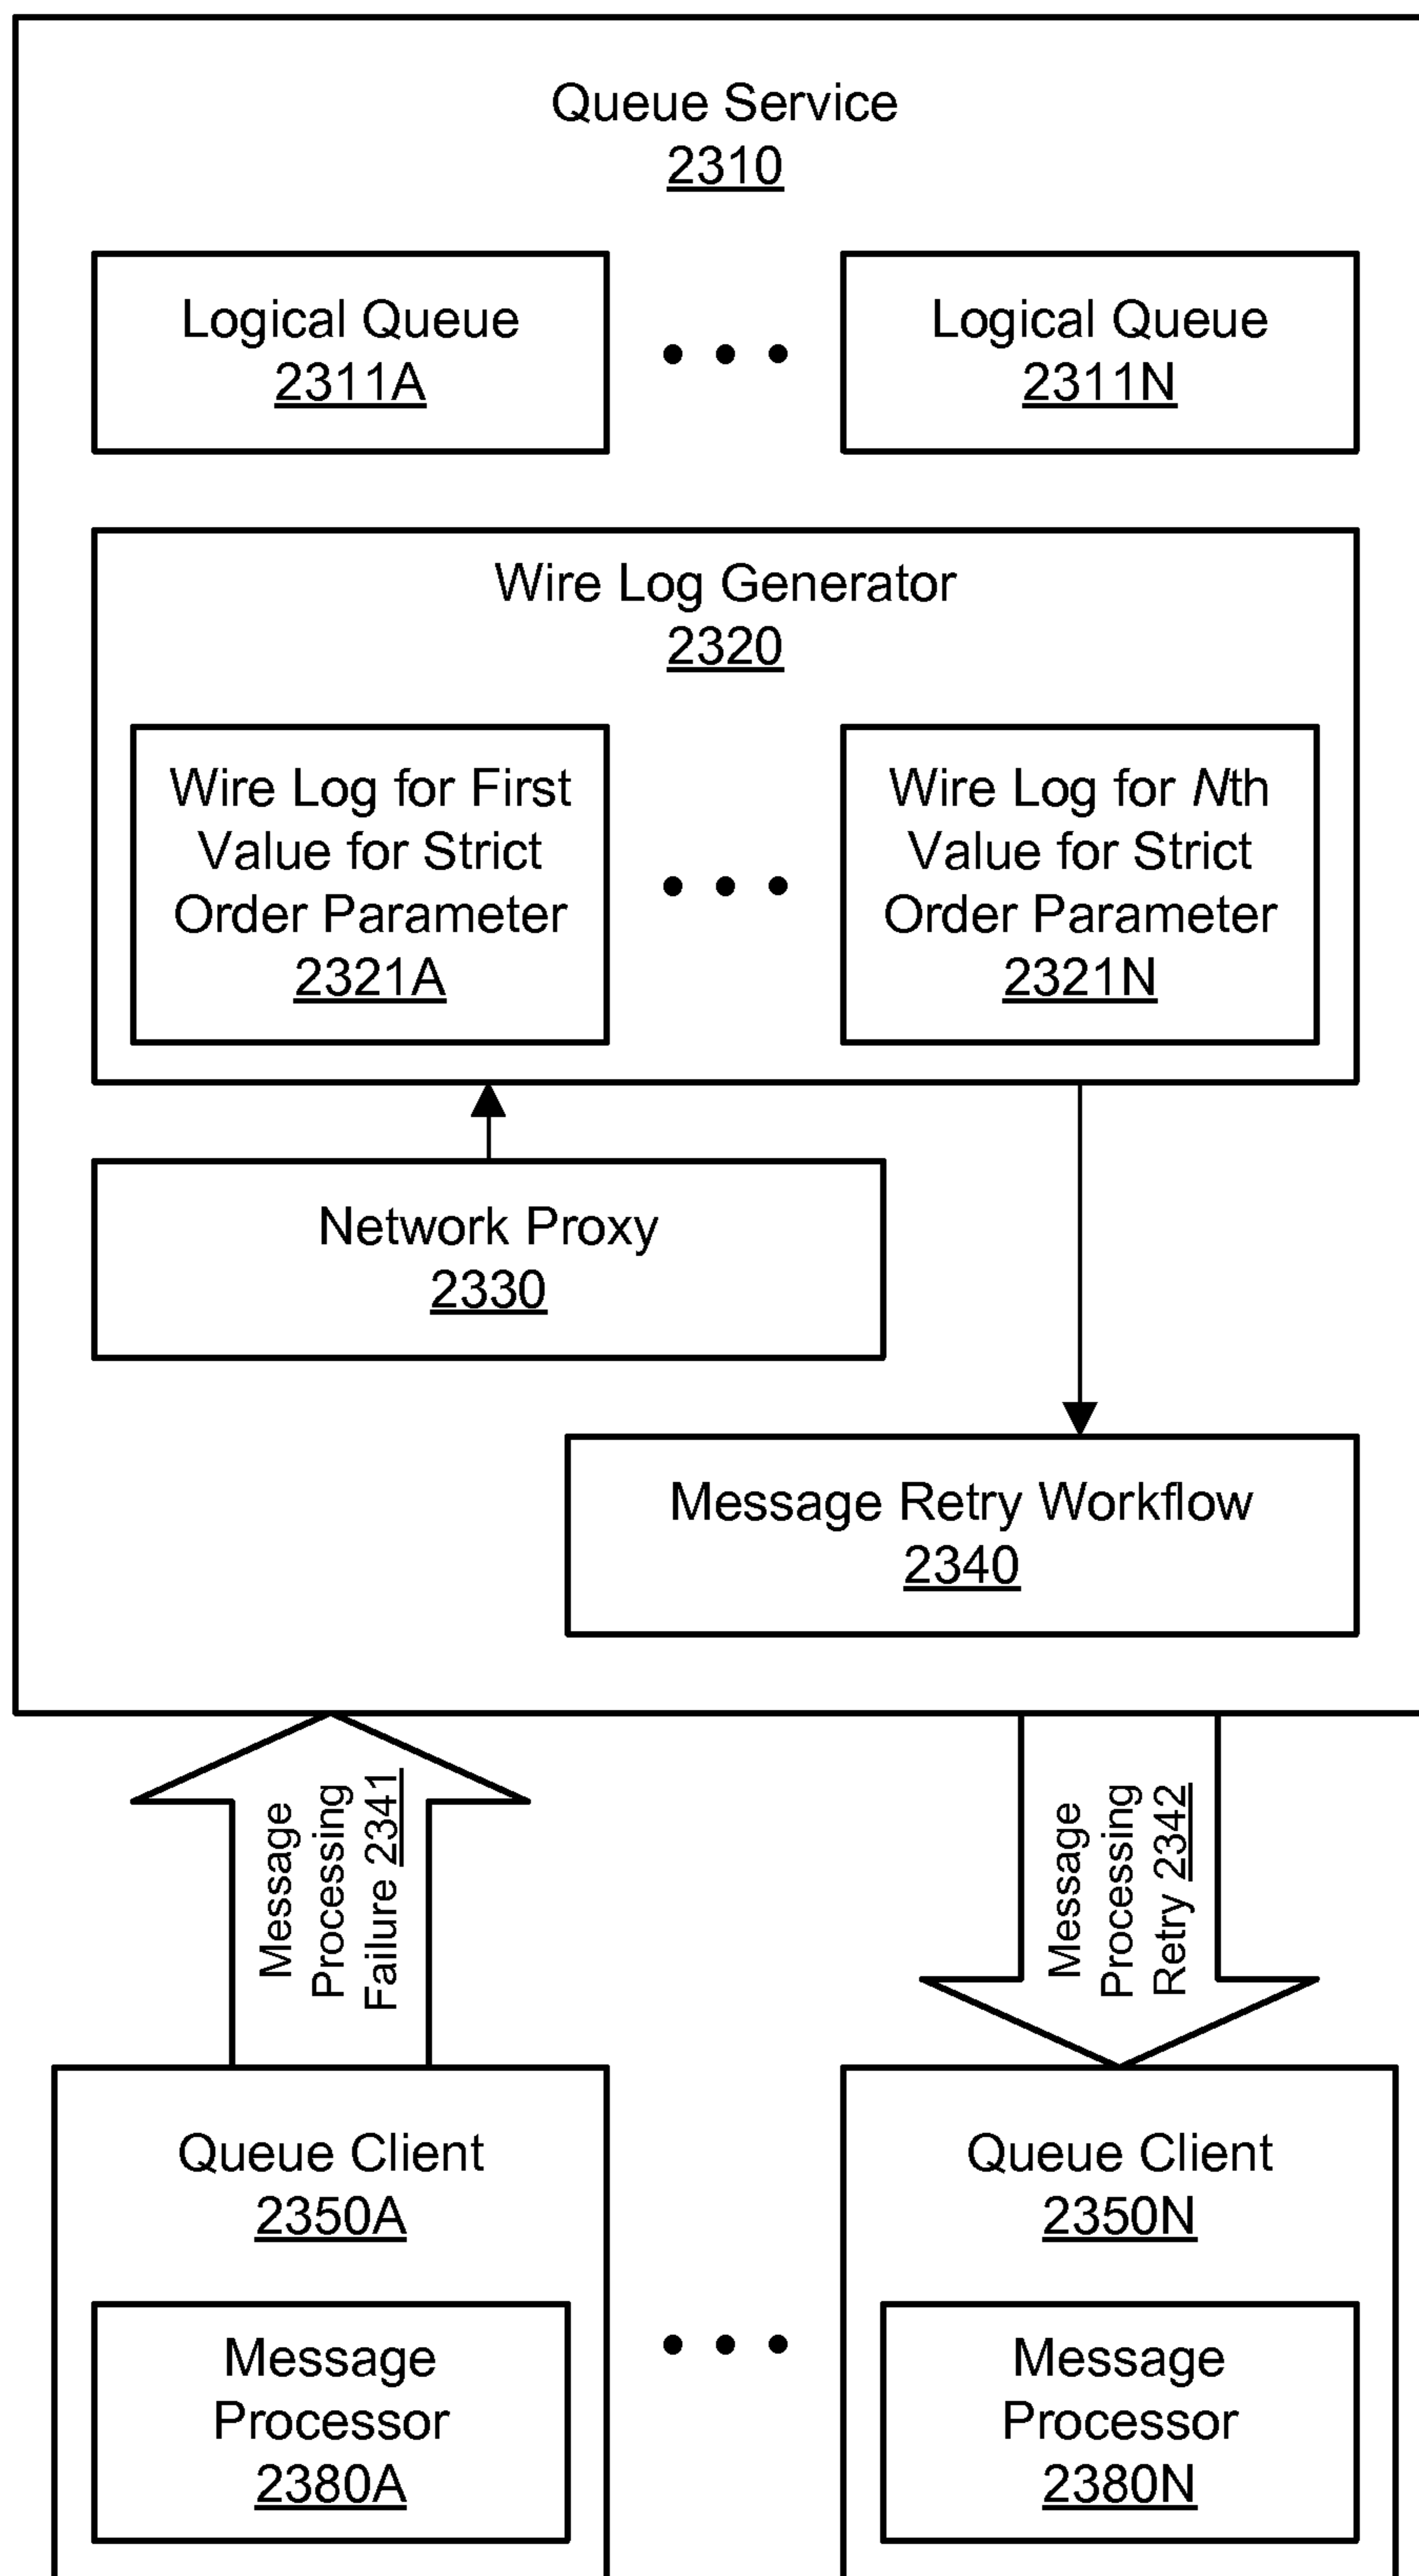 Queue Service
2310
Logical Queue
2311A
Logical Queue
2311N
Wire Log Generator
2320
Wire Log for First
Value for Strict
Order Parameter
2321A
Wire Log for Nth
Value for Strict
Order Parameter
2321N
Network Proxy
2330
Message Retry Workflow
2340
Message
Processing
Failure 2341
Message
Processing
Retry 2342
Queue Client
2350A
Message
Processor
2380A
Queue Client
2350N
Message
Processor
2380N